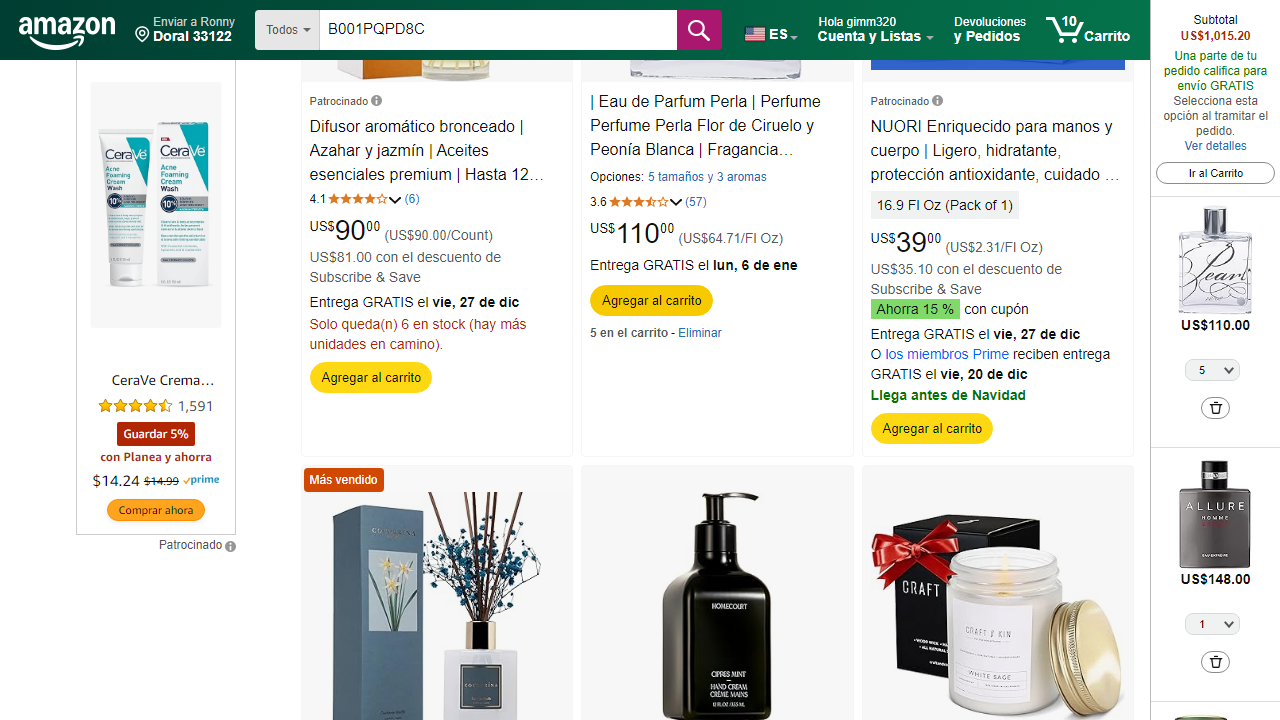 amazon
Enviar a Ronny
Doral 33122
Todos
B001PQPD8C
ES
Hola gimm320
Cuenta y Listas
Devoluciones
y Pedidos
10
Carrito
Subtotal
US$1,015.20
Una parte de tu
pedido califica para
envío GRATIS
Selecciona esta
opción al tramitar el
pedido.
Ver detalles
Ir al Carrito
CeraVe
Acne
Foaming
Cream
Wash
10%
CeraVe
Acne
Foaming
Cream
Wash
10%
CeraVe Crema…
1,591
Guardar 5%
con Planea y ahorra
$14.24 $14.99 prime
Comprar ahora
Patrocinado
Patrocinado
Difusor aromático bronceado |
Azahar y jazmín | Aceites
esenciales premium | Hasta 12…
4.1 (6)
US$9000 (US$90.00/Count)
US$81.00 con el descuento de
Subscribe & Save
Entrega GRATIS el vie, 27 de dic
Solo queda(n) 6 en stock (hay más
unidades en camino).
Agregar al carrito
| Eau de Parfum Perla | Perfume
Perfume Perla Flor de Ciruelo y
Peonía Blanca | Fragancia…
Opciones: 5 tamaños y 3 aromas
3.6 (57)
US$11000 (US$64.71/Fl Oz)
Entrega GRATIS el lun, 6 de ene
Agregar al carrito
5 en el carrito - Eliminar
Patrocinado
NUORI Enriquecido para manos y
cuerpo | Ligero, hidratante,
protección antioxidante, cuidado …
16.9 Fl Oz (Pack of 1)
US$3900 (US$2.31/Fl Oz)
US$35.10 con el descuento de
Subscribe & Save
Ahorra 15 % con cupón
Entrega GRATIS el vie, 27 de dic
O los miembros Prime reciben entrega
GRATIS el vie, 20 de dic
Llega antes de Navidad
Agregar al carrito
Más vendido
COCORRÍNA
HOMECOURT
CIPRES MINT
HAND CREAM
CRÈME MAINS
CRAFT
CRAFT & KIN
WHITE SAGE
Pearl
US$110.00
5
ALLURE
HOMME
US$148.00
1